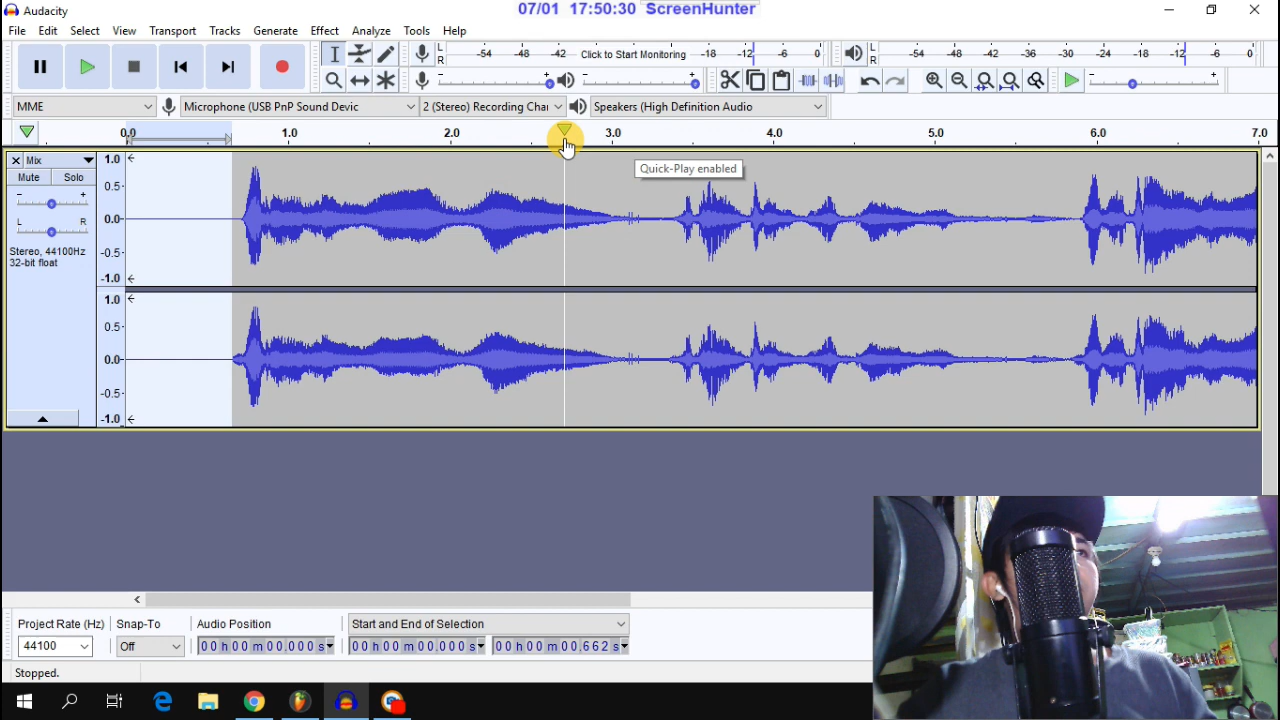 Audacity
07/01 17:50:30 ScreenHunter
File Edit Select View Transport Tracks Generate Effect Analyze Tools Help
L
R
-54 -48 -42 Click to Start Monitoring -18 -12 -6 0
L
R
-54 -48 -42 -36 -30 -24 -18 -12 -6 0
- +
- +
- +
MME
Microphone (USB PnP Sound Devic
2 (Stereo) Recording Char
Speakers (High Definition Audio
0.0 1.0 2.0 3.0 4.0 5.0 6.0 7.0
Quick-Play enabled
Mix
Mute Solo
- +
L R
Stereo, 44100Hz
32-bit float
1.0
0.5
0.0
-0.5
-1.0
1.0
0.5
0.0
-0.5
-1.0
Project Rate (Hz) Snap-To Audio Position Start and End of Selection
44100 Off 00h00m00.000s 00h00m00.000s 00h00m00.662s
Stopped.